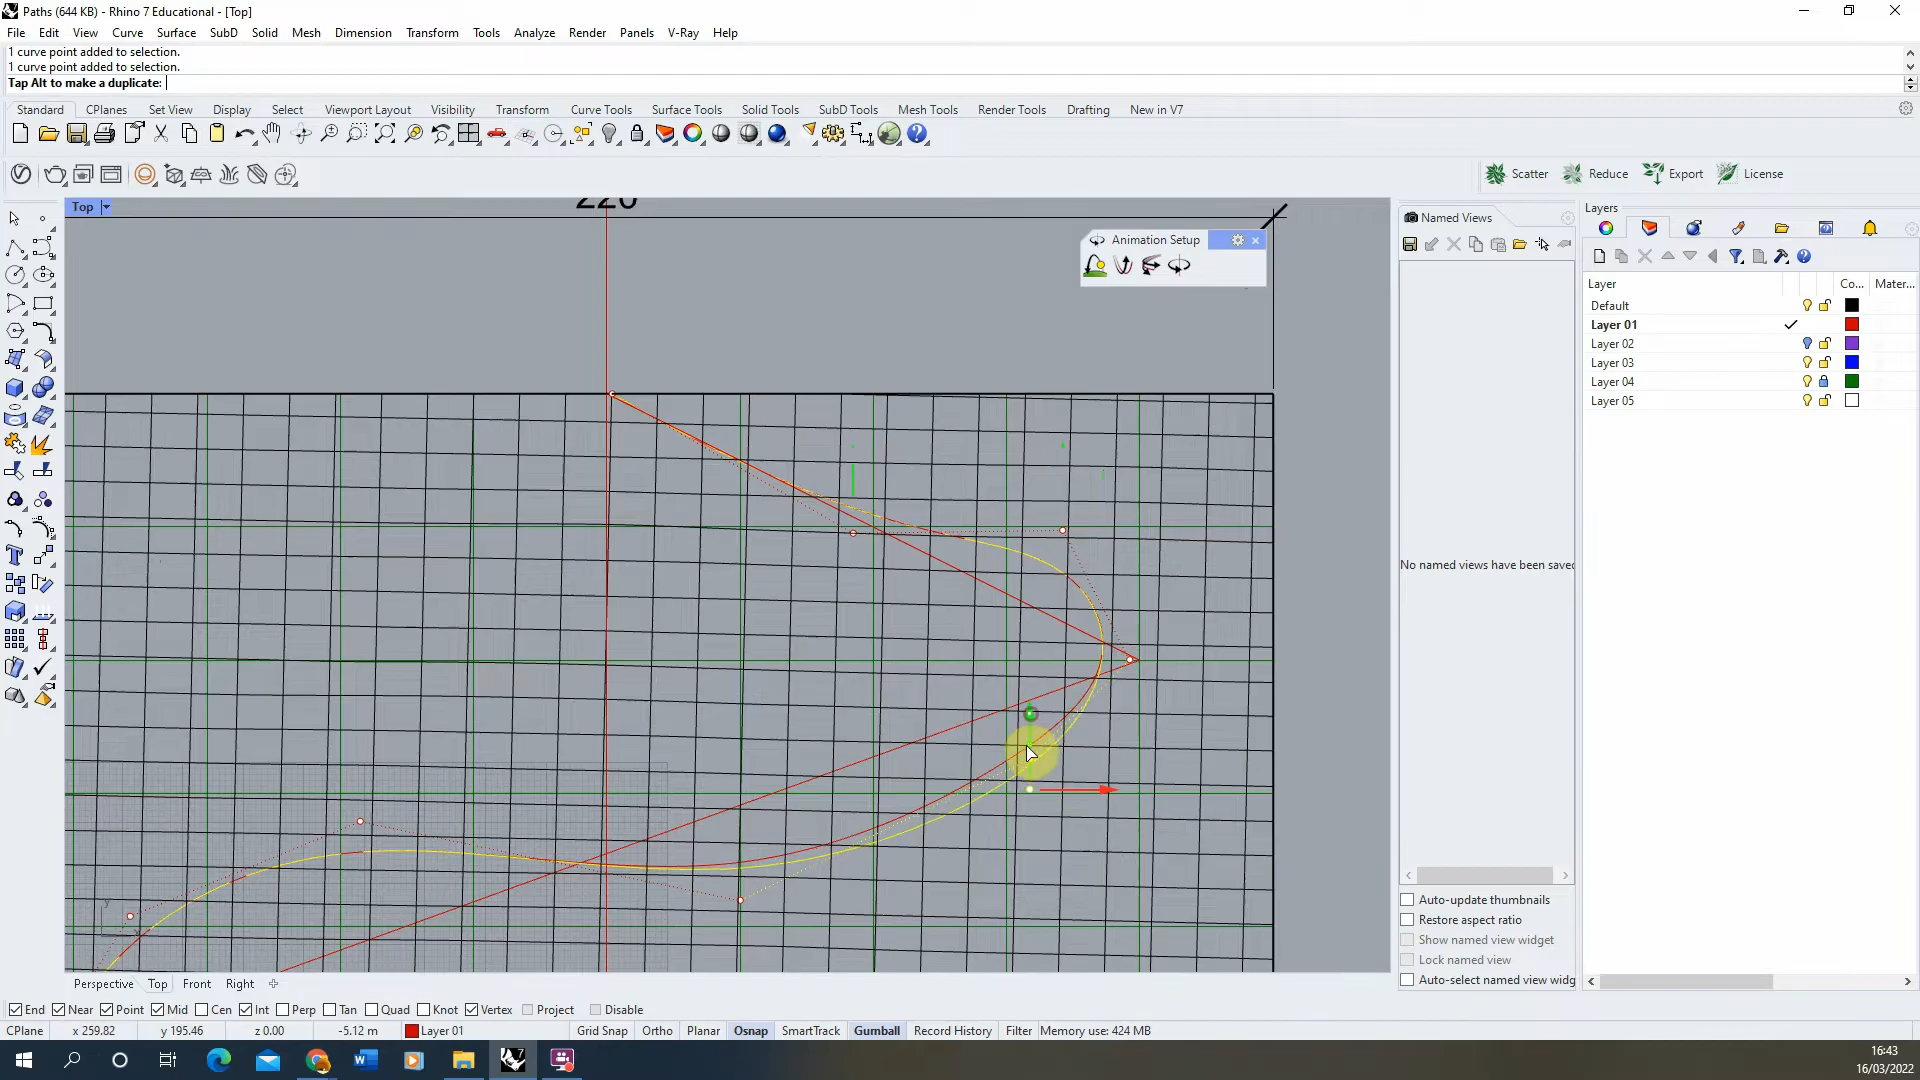 Paths (644 KB) - Rhino 7 Educational - [Top]
File Edit View Curve Surface SubD Solid Mesh Dimension Transform Tools Analyze Render Panels V-Ray Help
1 curve point added to selection.
1 curve point added to selection.
Tap Alt to make a duplicate:
Standard CPlanes Set View Display Select Viewport Layout Visibility Transform Curve Tools Surface Tools Solid Tools SubD Tools Mesh Tools Render Tools Drafting New in V7
Scatter Reduce Export License
Top
220
Animation Setup
Named Views
No named views have been saved
Auto-update thumbnails
Restore aspect ratio
Show named view widget
Lock named view
Auto-select named view widg
Layers
Layer Co... Mater...
Default
Layer 01
Layer 02
Layer 03
Layer 04
Layer 05
y
Perspective Top Front Right
End Near Point Mid Cen Int Perp Tan Quad Knot Vertex Project Disable
CPlane x 259.82 y 195.46 z 0.00 -5.12 m Layer 01 Grid Snap Ortho Planar Osnap SmartTrack Gumball Record History Filter Memory use: 424 MB
16:43
16/03/2022